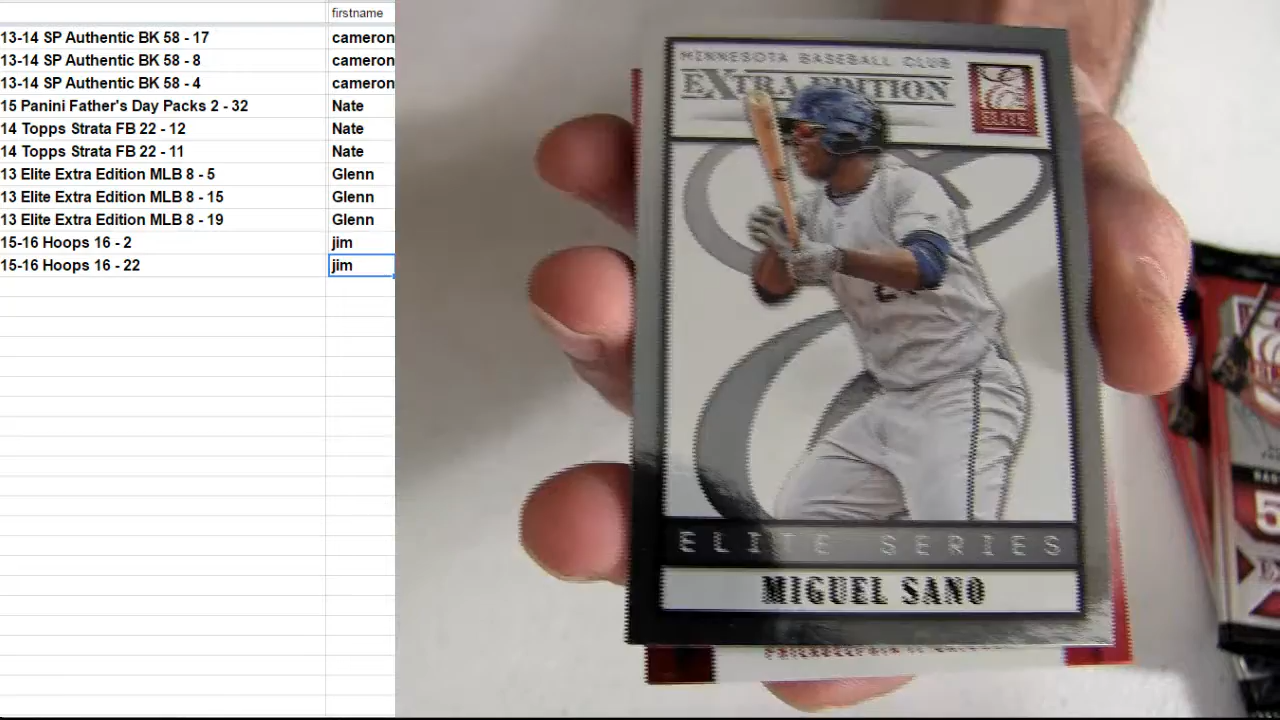 firstname
13-14 SP Authentic BK 58 - 17 cameron
13-14 SP Authentic BK 58 - 8 cameron
13-14 SP Authentic BK 58 - 4 cameron
15 Panini Father's Day Packs 2 - 32 Nate
14 Topps Strata FB 22 - 12 Nate
14 Topps Strata FB 22 - 11 Nate
13 Elite Extra Edition MLB 8 - 5 Glenn
13 Elite Extra Edition MLB 8 - 15 Glenn
13 Elite Extra Edition MLB 8 - 19 Glenn
15-16 Hoops 16 - 2 jim
15-16 Hoops 16 - 22 jim
MINNESOTA BASEBALL CLUB
EXTRA EDITION
ELITE
ELITE SERIES
MIGUEL SANO
PHILADELPHIA
5